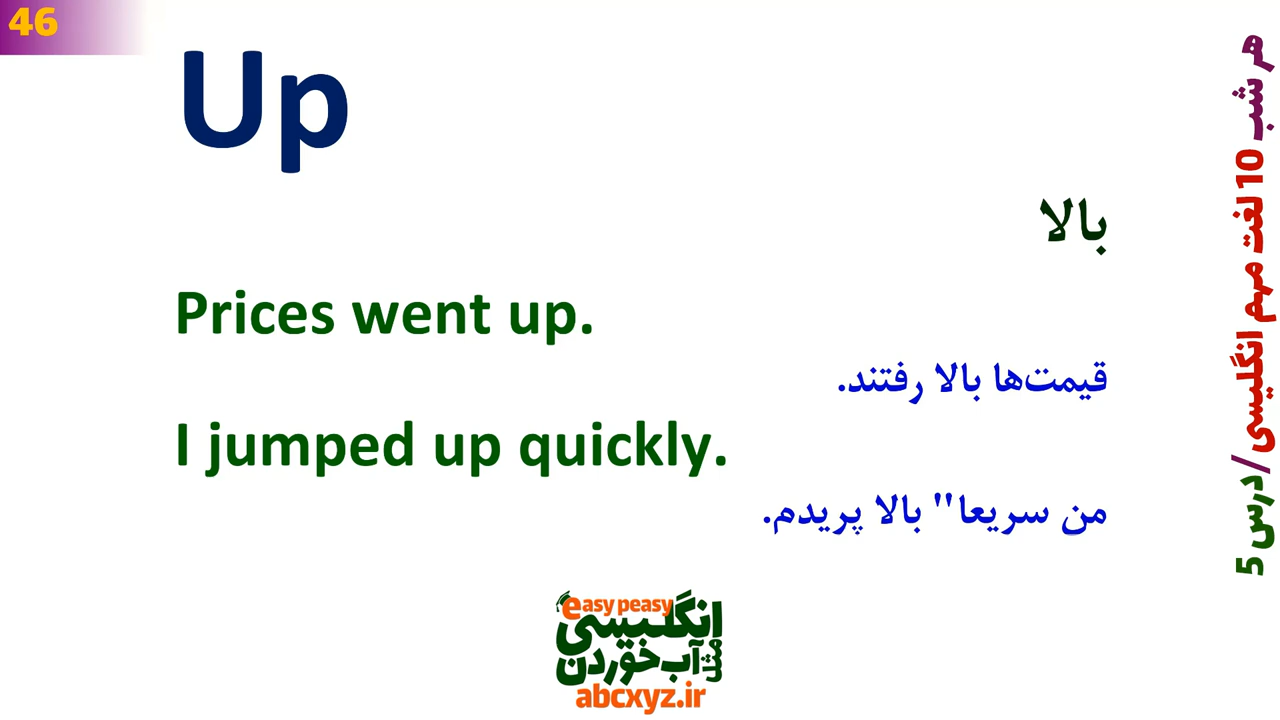 46
Up
بالا
Prices went up.
قیمت‌ها بالا رفتند.
I jumped up quickly.
من سریعا" بالا پریدم.
هر شب 10 لغت مهم انگلیسی/درس 5
easy peasy
انگلیسی
مثل آب خوردن
abcxyz.ir